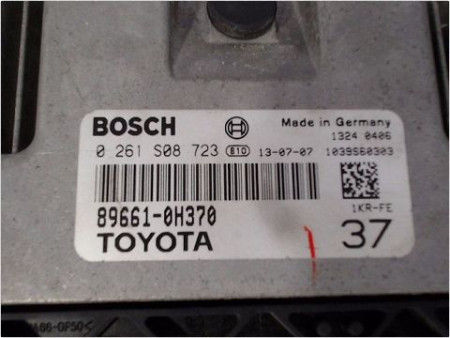 BOSCH
Made in Germany
1324 0406
0 261 S08 723 810 13-07-07 1039S60303
89661-0H370
1KR-FE
TOYOTA
37